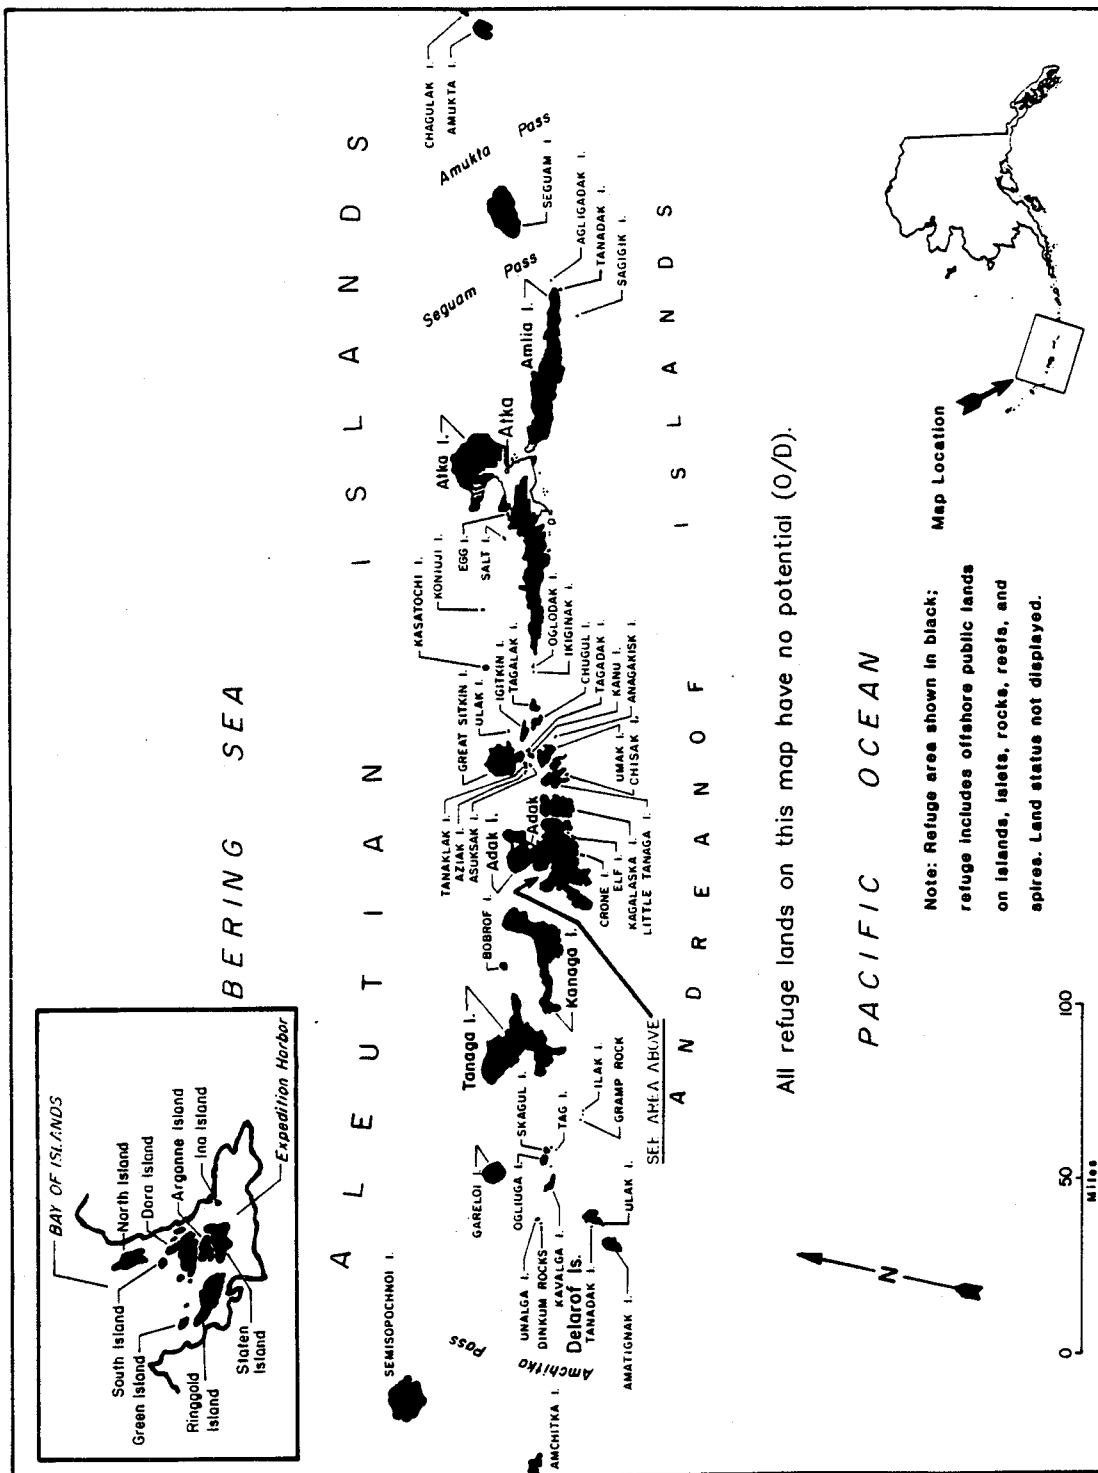 BAY OF ISLANDS
North Island
Dora Island
Arganne Island
Ina Island
Expedition Harbor
South Island
Green Island
Ringgold
Island
Staten
Island
BERING SEA
ALEUTIAN ISLANDS
SEMISOPOCHNOI I.
Amchitka Pass
AMCHITKA I.
GARELOI I.
UNALGA I.
DINKUM ROCKS
KAVALGA I.
OGLIUGA I.
SKAGUL I.
TAG I.
ILAK I.
GRAMP ROCK
Delarof Is.
TANADAK I.
AMATIGNAK I.
ULAK I.
Tanaga I.
BOBROF I.
Kanaga I.
SEE AREA ABOVE
Adak I.
Adak
TANAKLAK I.
AZIAK I.
ASUKSAK I.
GREAT SITKIN I.
ULAK I.
IGITKIN I.
TAGALAK I.
CRONE I.
ELF I.
KAGALASKA I.
LITTLE TANAGA I.
UMAK I.
CHISAK I.
CHUGUL I.
TAGADAK I.
KANU I.
ANAGAKISK I.
OGLODAK I.
IKIGINAK I.
KASATOCHI I.
KONIUJI I.
EGG I.
SALT I.
Atka I.
Atka
Amlia I.
Seguam Pass
SEGUAM I
AGLIGADAK I.
TANADAK I.
SAGIGIK I.
Amukta Pass
CHAGULAK I.
AMUKTA I.
ANDREANOF ISLANDS
All refuge lands on this map have no potential (O/D).
PACIFIC OCEAN
N
0 50 100
Miles
Note: Refuge area shown in black;
refuge includes offshore public lands
on islands, islets, rocks, reefs, and
spires. Land status not displayed.
Map Location